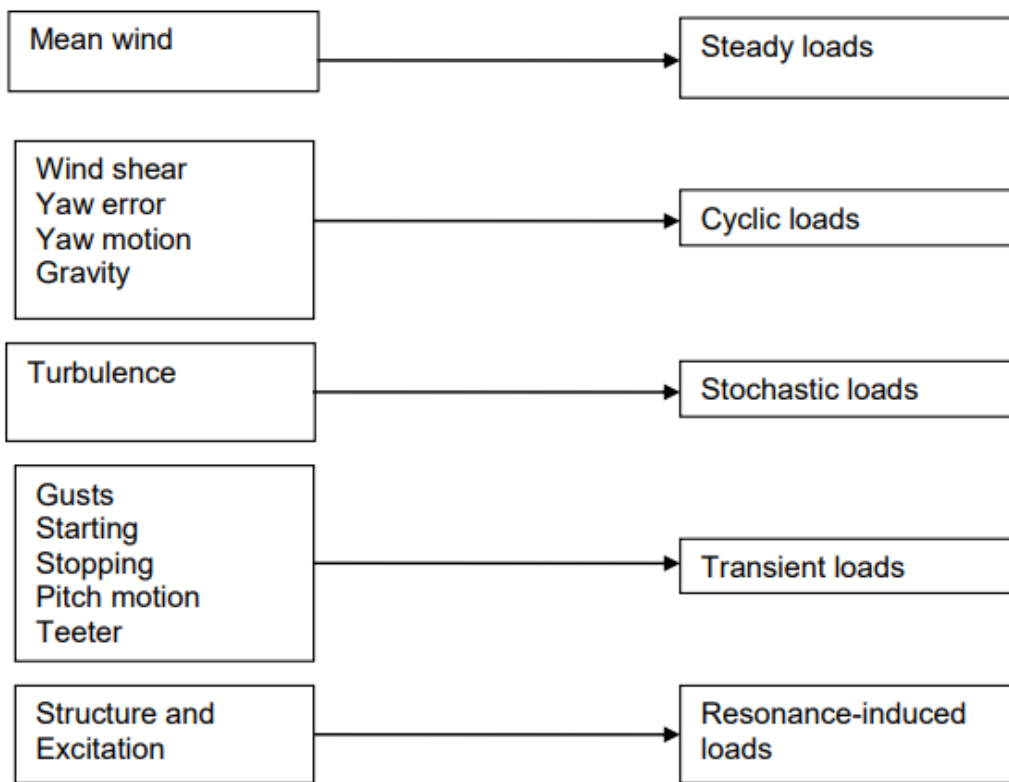 Mean wind
Steady loads
Wind shear
Yaw error
Yaw motion
Gravity
Cyclic loads
Turbulence
Stochastic loads
Gusts
Starting
Stopping
Pitch motion
Teeter
Transient loads
Structure and
Excitation
Resonance-induced
loads